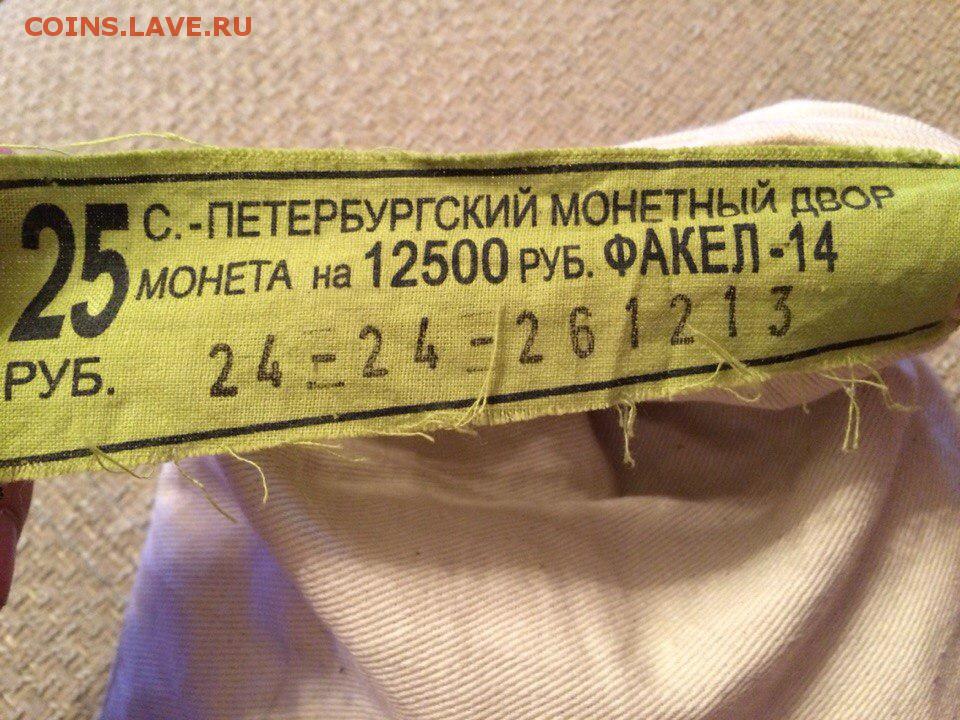 COINS.LAVE.RU
25 РУБ.
С.-ПЕТЕРБУРГСКИЙ МОНЕТНЫЙ ДВОР
МОНЕТА на 12500 РУБ. ФАКЕЛ -14
24-24-261213